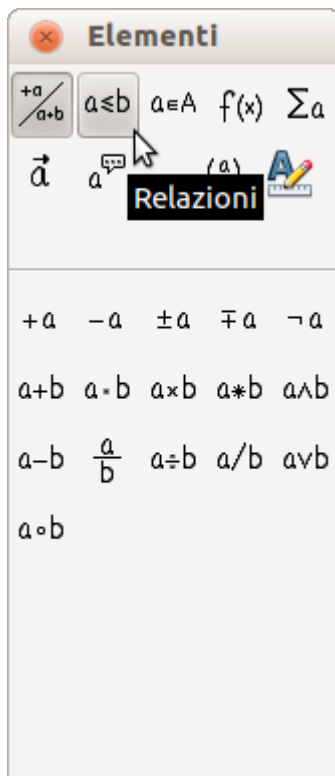 Elementi
+a/a+b a≤b a∈A f(x) Σa
a⃗ a (a)
Relazioni
+a −a ±a ∓a ¬a
a+b a·b a×b a∗b a∧b
a−b a/b a÷b a/b a∨b
a∘b